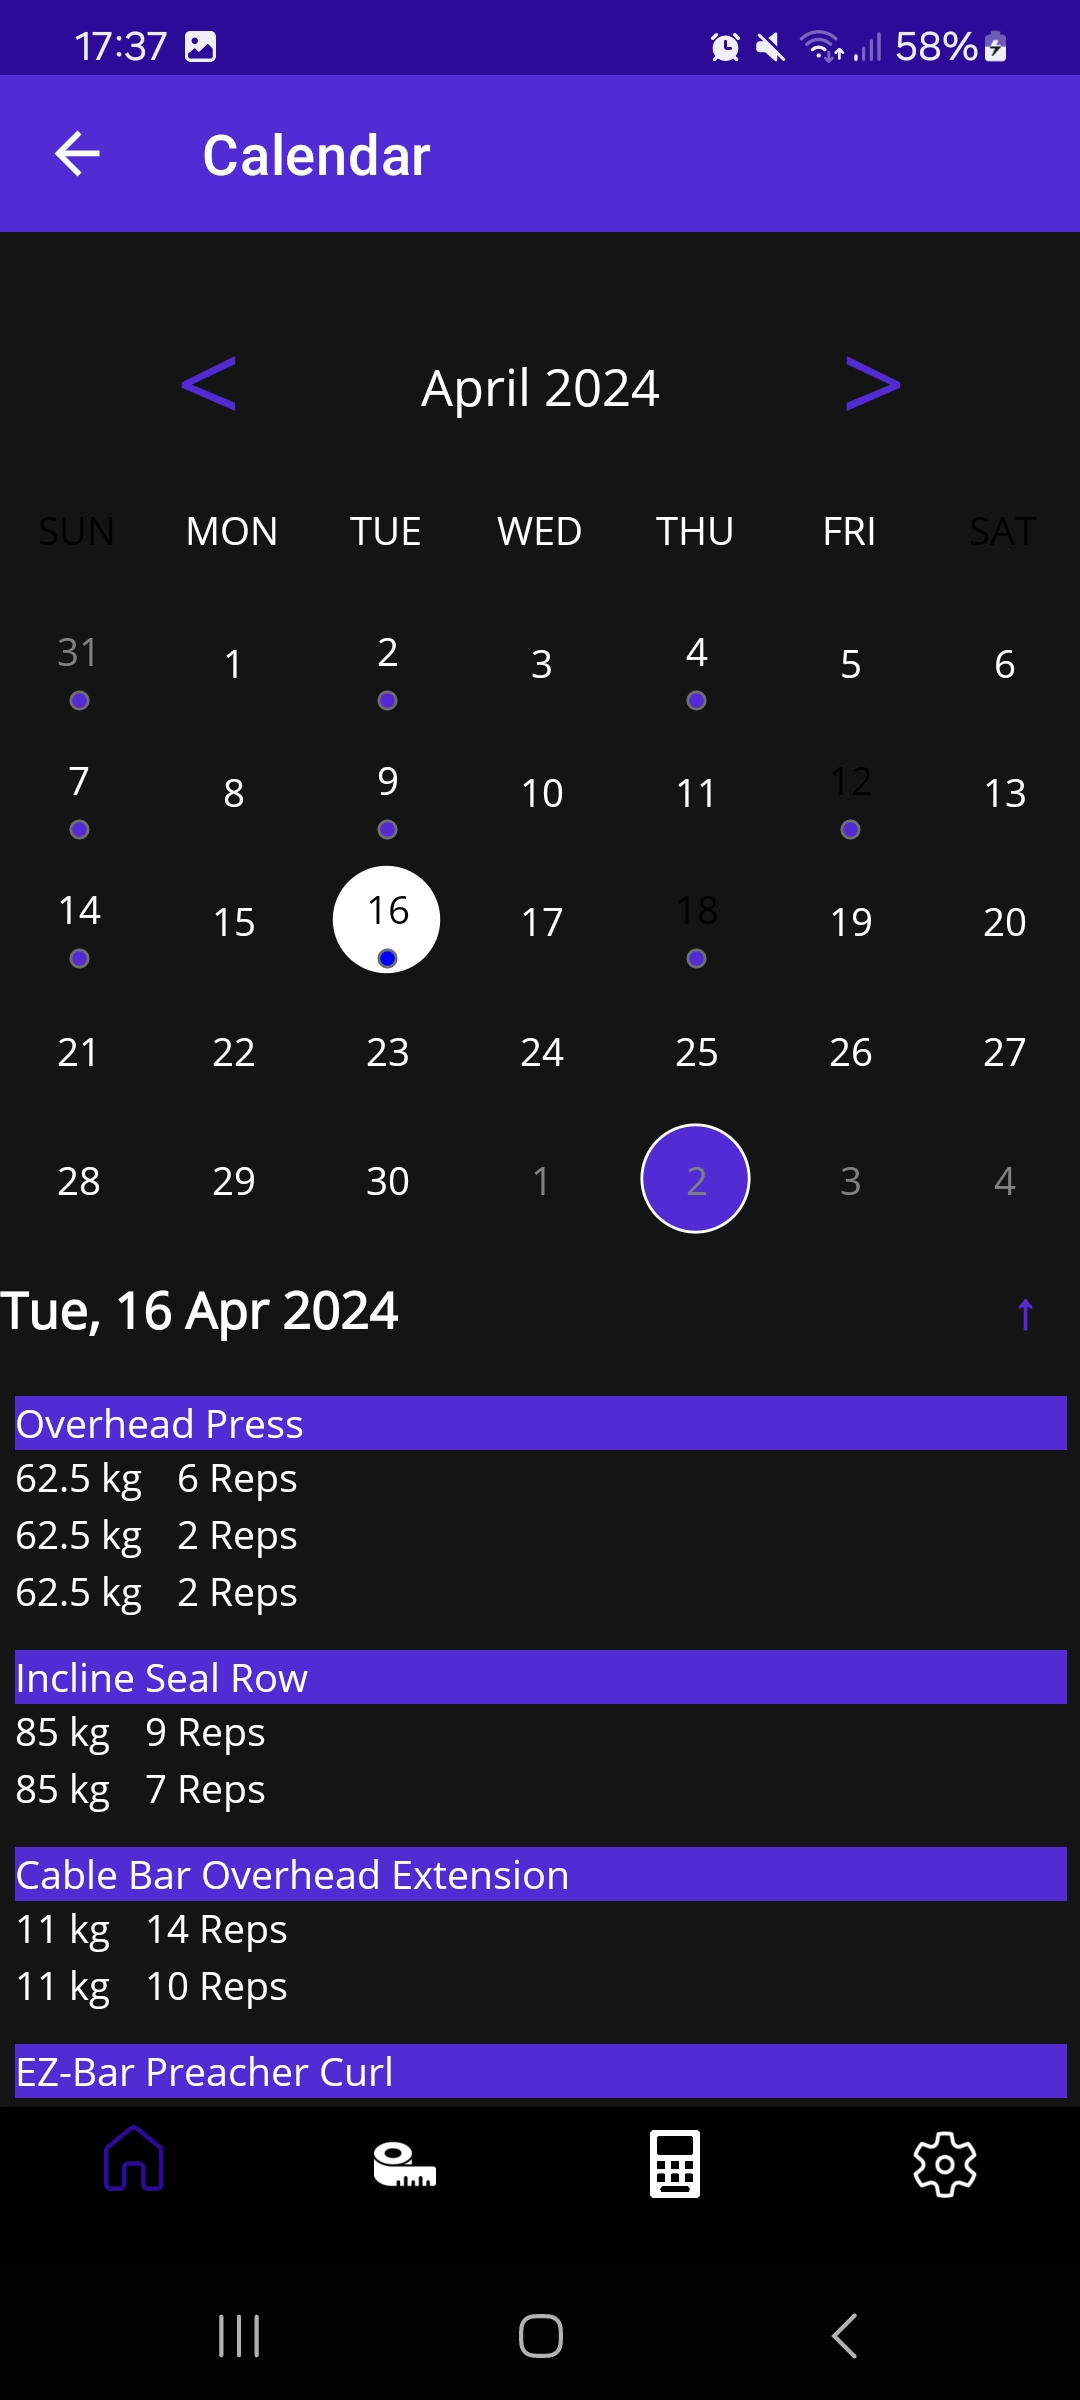 17:37 58%
Calendar
< April 2024 >
SUN MON TUE WED THU FRI SAT
31 1 2 3 4 5 6
7 8 9 10 11 12 13
14 15 16 17 18 19 20
21 22 23 24 25 26 27
28 29 30 1 2 3 4
Tue, 16 Apr 2024 ↑
Overhead Press
62.5 kg 6 Reps
62.5 kg 2 Reps
62.5 kg 2 Reps
Incline Seal Row
85 kg 9 Reps
85 kg 7 Reps
Cable Bar Overhead Extension
11 kg 14 Reps
11 kg 10 Reps
EZ-Bar Preacher Curl